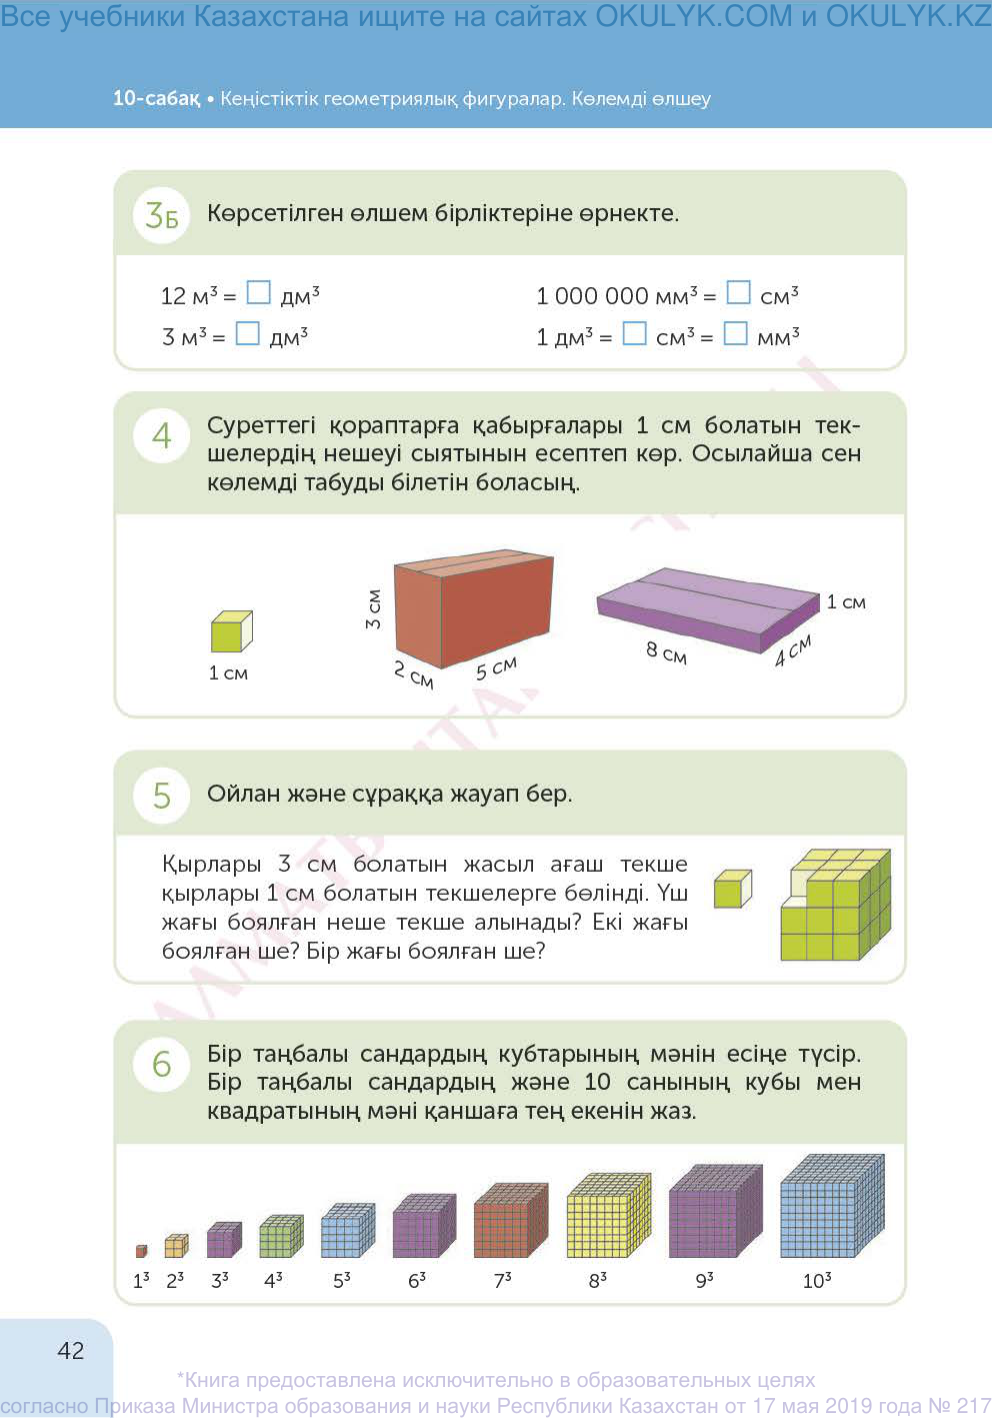 Все учебники Казахстана ищите на сайтах OKULYK.COM и OKULYK.KZ
10-сабақ • Кеңістіктік геометриялық фигуралар. Көлемді өлшеу
3Б Көрсетілген өлшем бірліктеріне өрнекте.
12 м³ = □ дм³ 1 000 000 мм³ = □ см³
3 м³ = □ дм³ 1 дм³ = □ см³ = □ мм³
4 Суреттегі қораптарға қабырғалары 1 см болатын тек-
шелердің нешеуі сыятынын есептеп көр. Осылайша сен
көлемді табуды білетін боласың.
1 см
3 см
2 см
5 см
8 см
4 см
1 см
5 Ойлан және сұраққа жауап бер.
Қырлары 3 см болатын жасыл ағаш текше
қырлары 1 см болатын текшелерге бөлінді. Үш
жағы боялған неше текше алынады? Екі жағы
боялған ше? Бір жағы боялған ше?
6 Бір таңбалы сандардың кубтарының мәнін есіңе түсір.
Бір таңбалы сандардың және 10 санының кубы мен
квадратының мәні қаншаға тең екенін жаз.
1³ 2³ 3³ 4³ 5³ 6³ 7³ 8³ 9³ 10³
42
*Книга предоставлена исключительно в образовательных целях
согласно Приказа Министра образования и науки Республики Казахстан от 17 мая 2019 года № 217